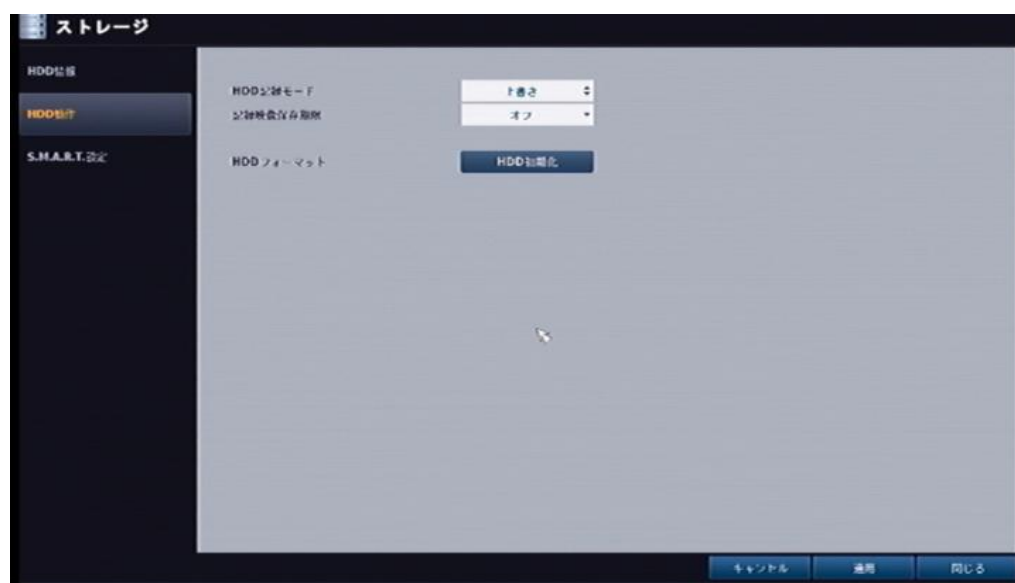 ストレージ
HDD情報
HDD動作
S.M.A.R.T.設定
HDD記録モード
上書き
記録映像保存期限
オフ
HDDフォーマット
HDD初期化
キャンセル
適用
閉じる